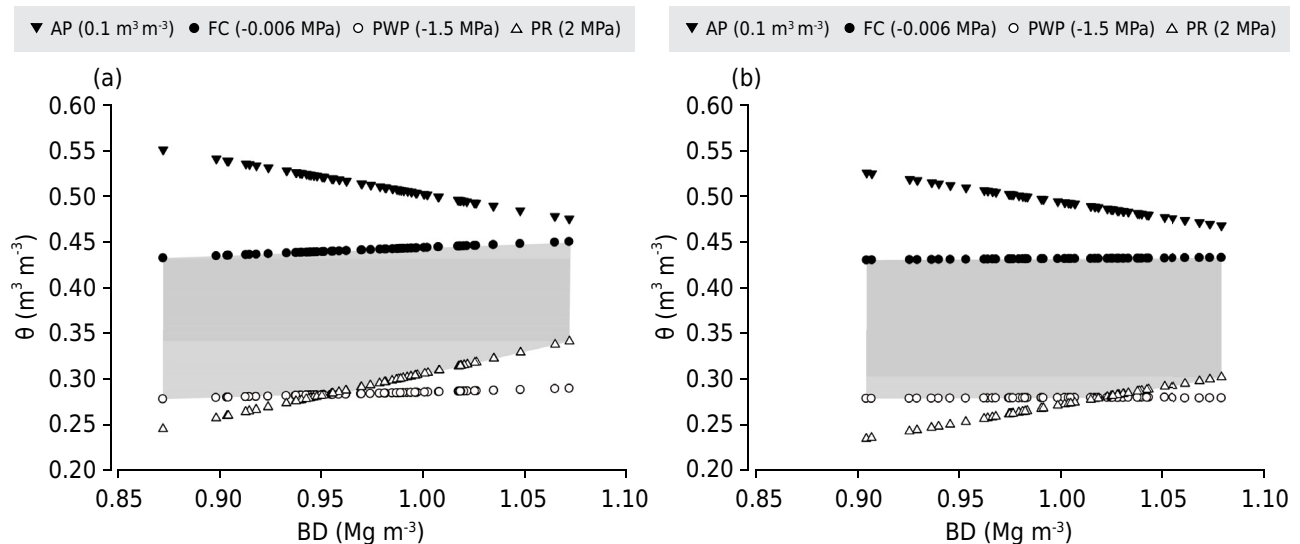 ▼ AP (0.1 m³ m⁻³) ● FC (-0.006 MPa) ○ PWP (-1.5 MPa) △ PR (2 MPa)
(a)
0.60
0.55
0.50
0.45
0.40
0.35
0.30
0.25
0.20
θ (m³ m⁻³)
0.85 0.90 0.95 1.00 1.05 1.10
BD (Mg m⁻³)
▼ AP (0.1 m³ m⁻³) ● FC (-0.006 MPa) ○ PWP (-1.5 MPa) △ PR (2 MPa)
(b)
0.60
0.55
0.50
0.45
0.40
0.35
0.30
0.25
0.20
θ (m³ m⁻³)
0.85 0.90 0.95 1.00 1.05 1.10
BD (Mg m⁻³)